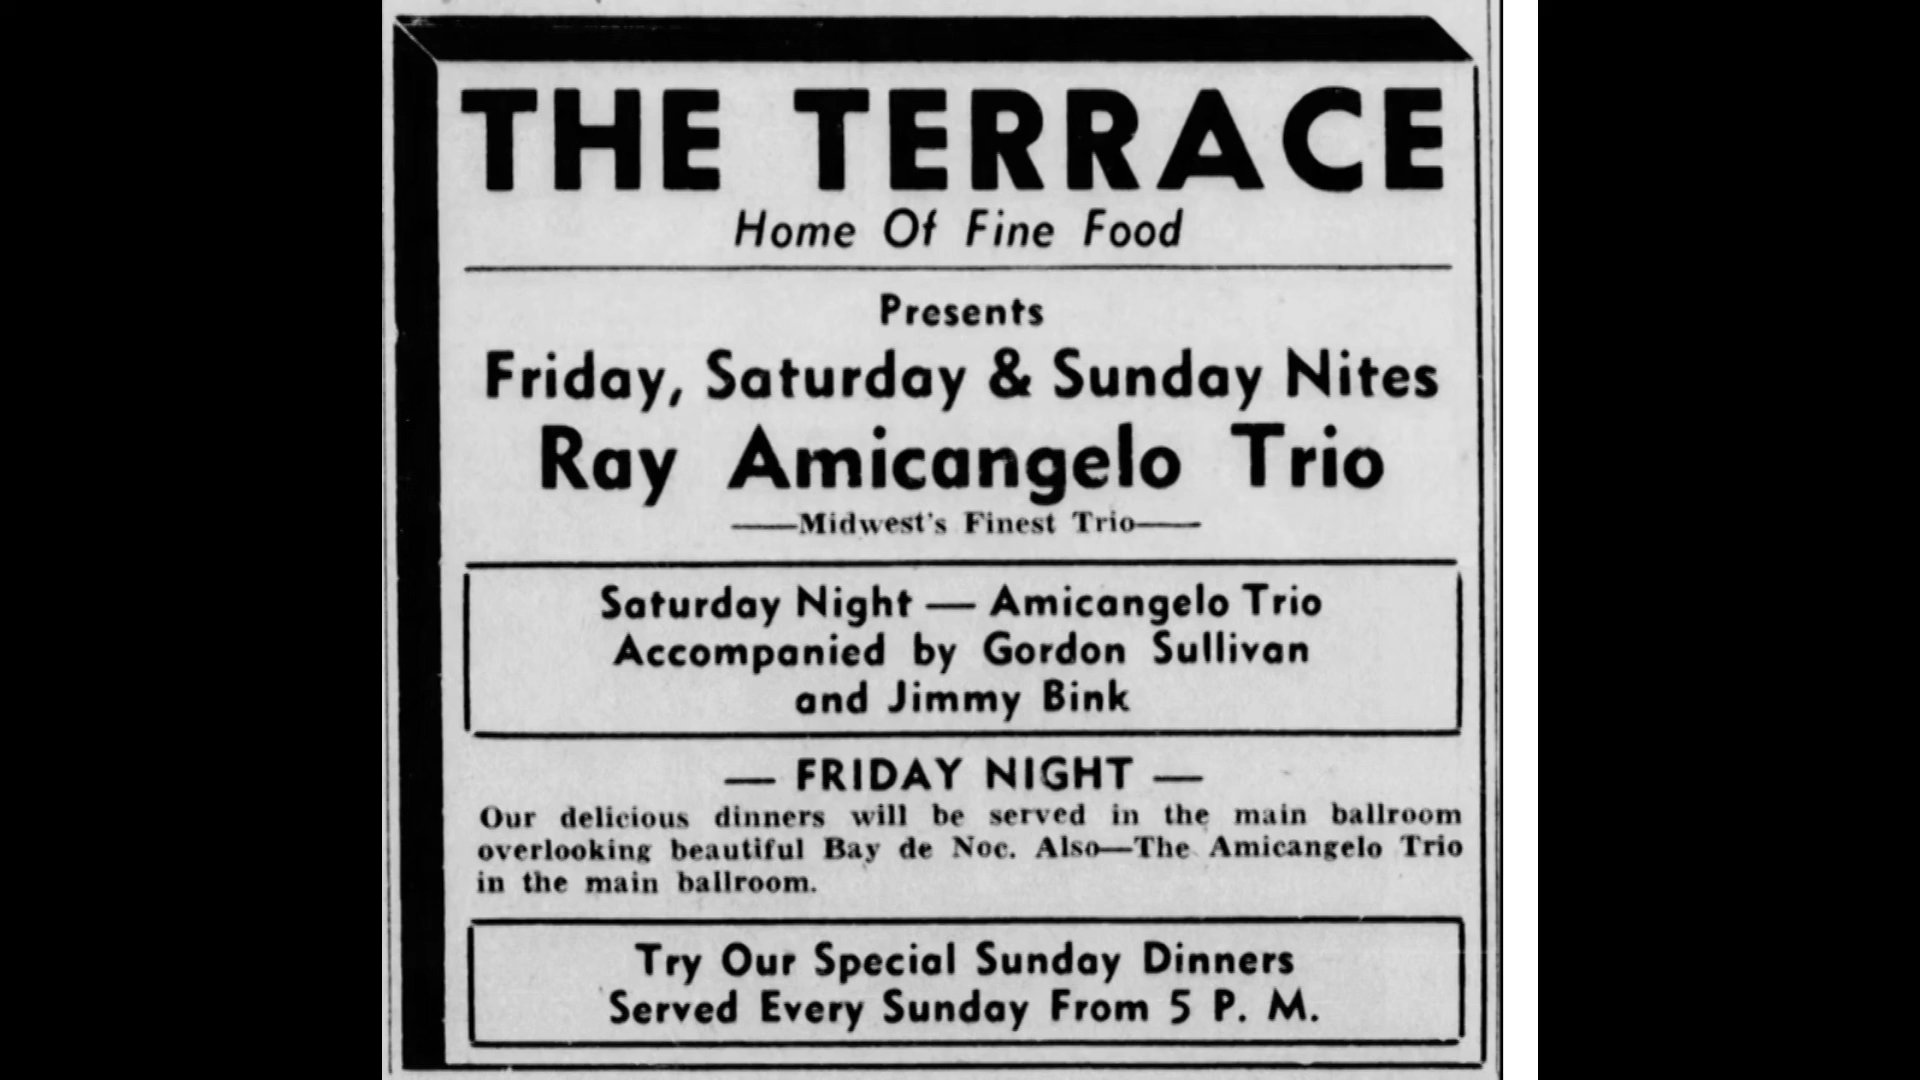 THE TERRACE
Home Of Fine Food
Presents
Friday, Saturday & Sunday Nites
Ray Amicangelo Trio
——Midwest's Finest Trio——
Saturday Night — Amicangelo Trio
Accompanied by Gordon Sullivan
and Jimmy Bink
— FRIDAY NIGHT —
Our delicious dinners will be served in the main ballroom
overlooking beautiful Bay de Noc. Also—The Amicangelo Trio
in the main ballroom.
Try Our Special Sunday Dinners
Served Every Sunday From 5 P. M.